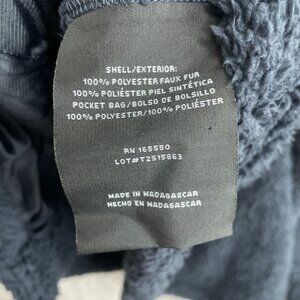 SHELL/EXTERIOR:
100% POLYESTER FAUX FUR
100% POLIÉSTER PIEL SINTÉTICA
POCKET BAG/BOLSO DE BOLSILLO
100% POLYESTER/100% POLIÉSTER
RN 165550
LOT#T2515863
MADE IN MADAGASCAR
HECHO EN MADAGASCAR